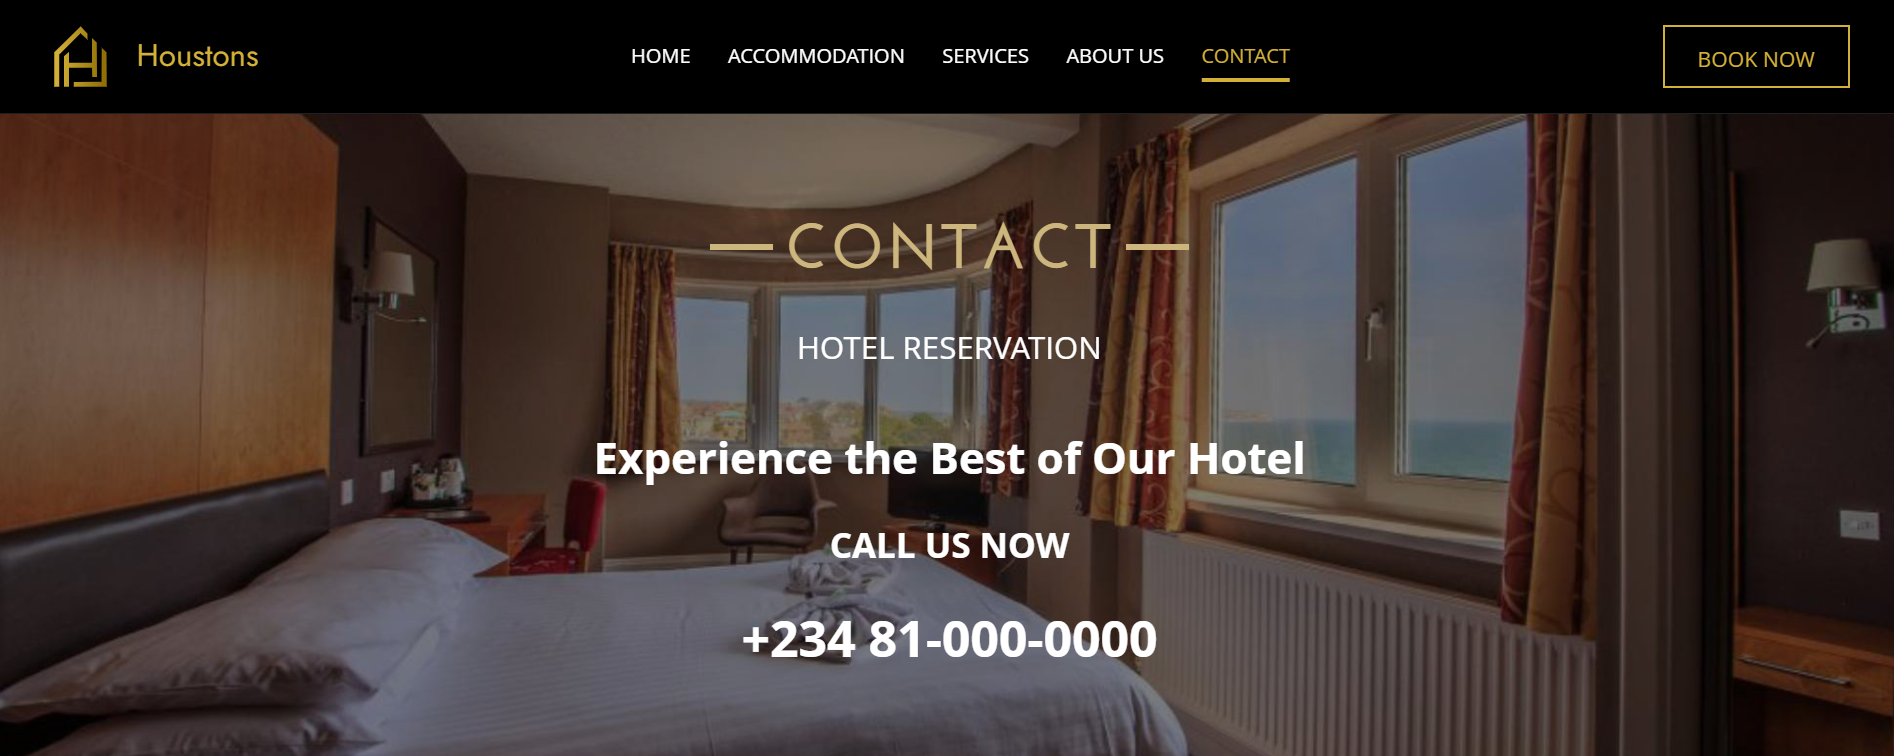 Houstons
HOME ACCOMMODATION SERVICES ABOUT US CONTACT
BOOK NOW
CONTACT
HOTEL RESERVATION
Experience the Best of Our Hotel
CALL US NOW
+234 81-000-0000